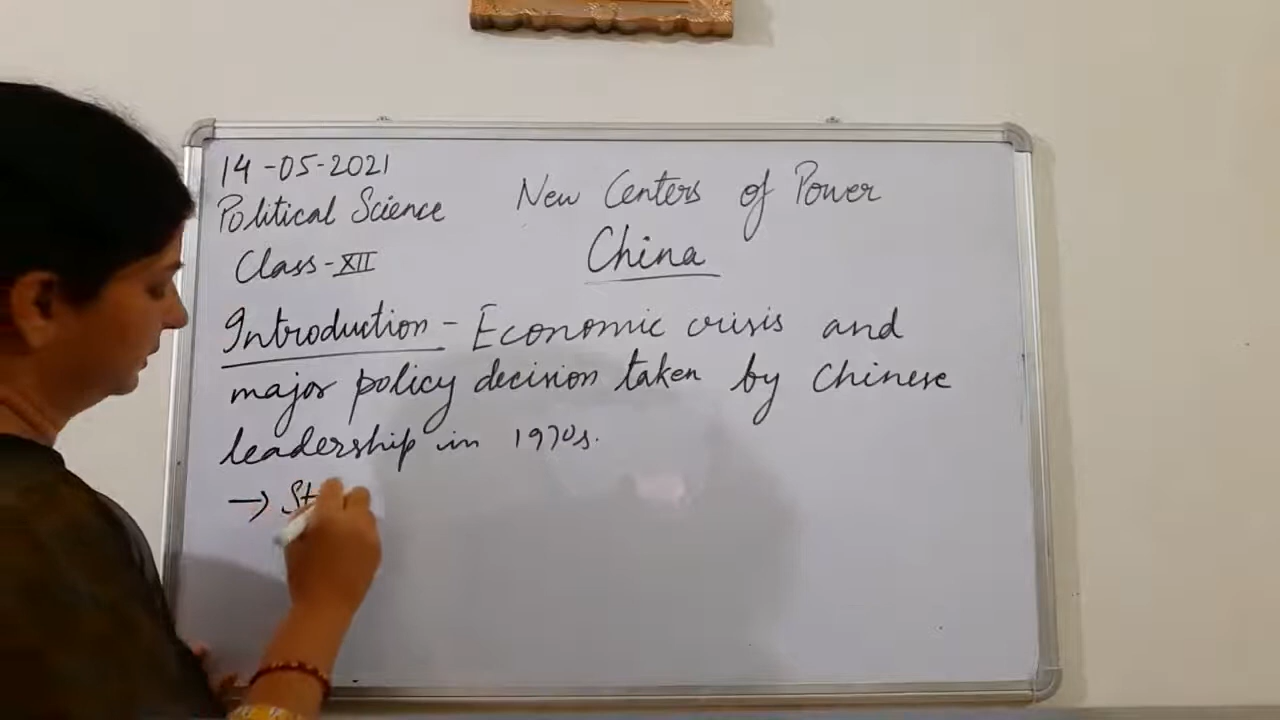 14-05-2021
Political Science
Class-XII
New Centers of Power
China
Introduction - Economic crisis and
major policy decision taken by Chinese
leadership in 1970s.
→ St